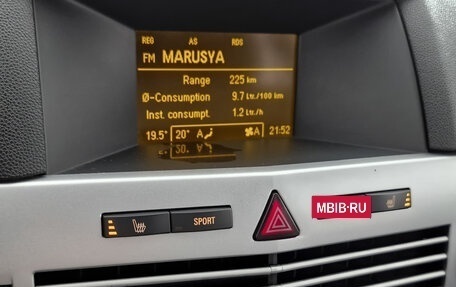 REG AS RDS
FM MARUSYA
Range 225 km
Ø-Consumption 9.7 Ltr./100 km
Inst consumpt. 1.2 Ltr./h
19.5° 20° A A 21:52
SPORT
MBIB·RU